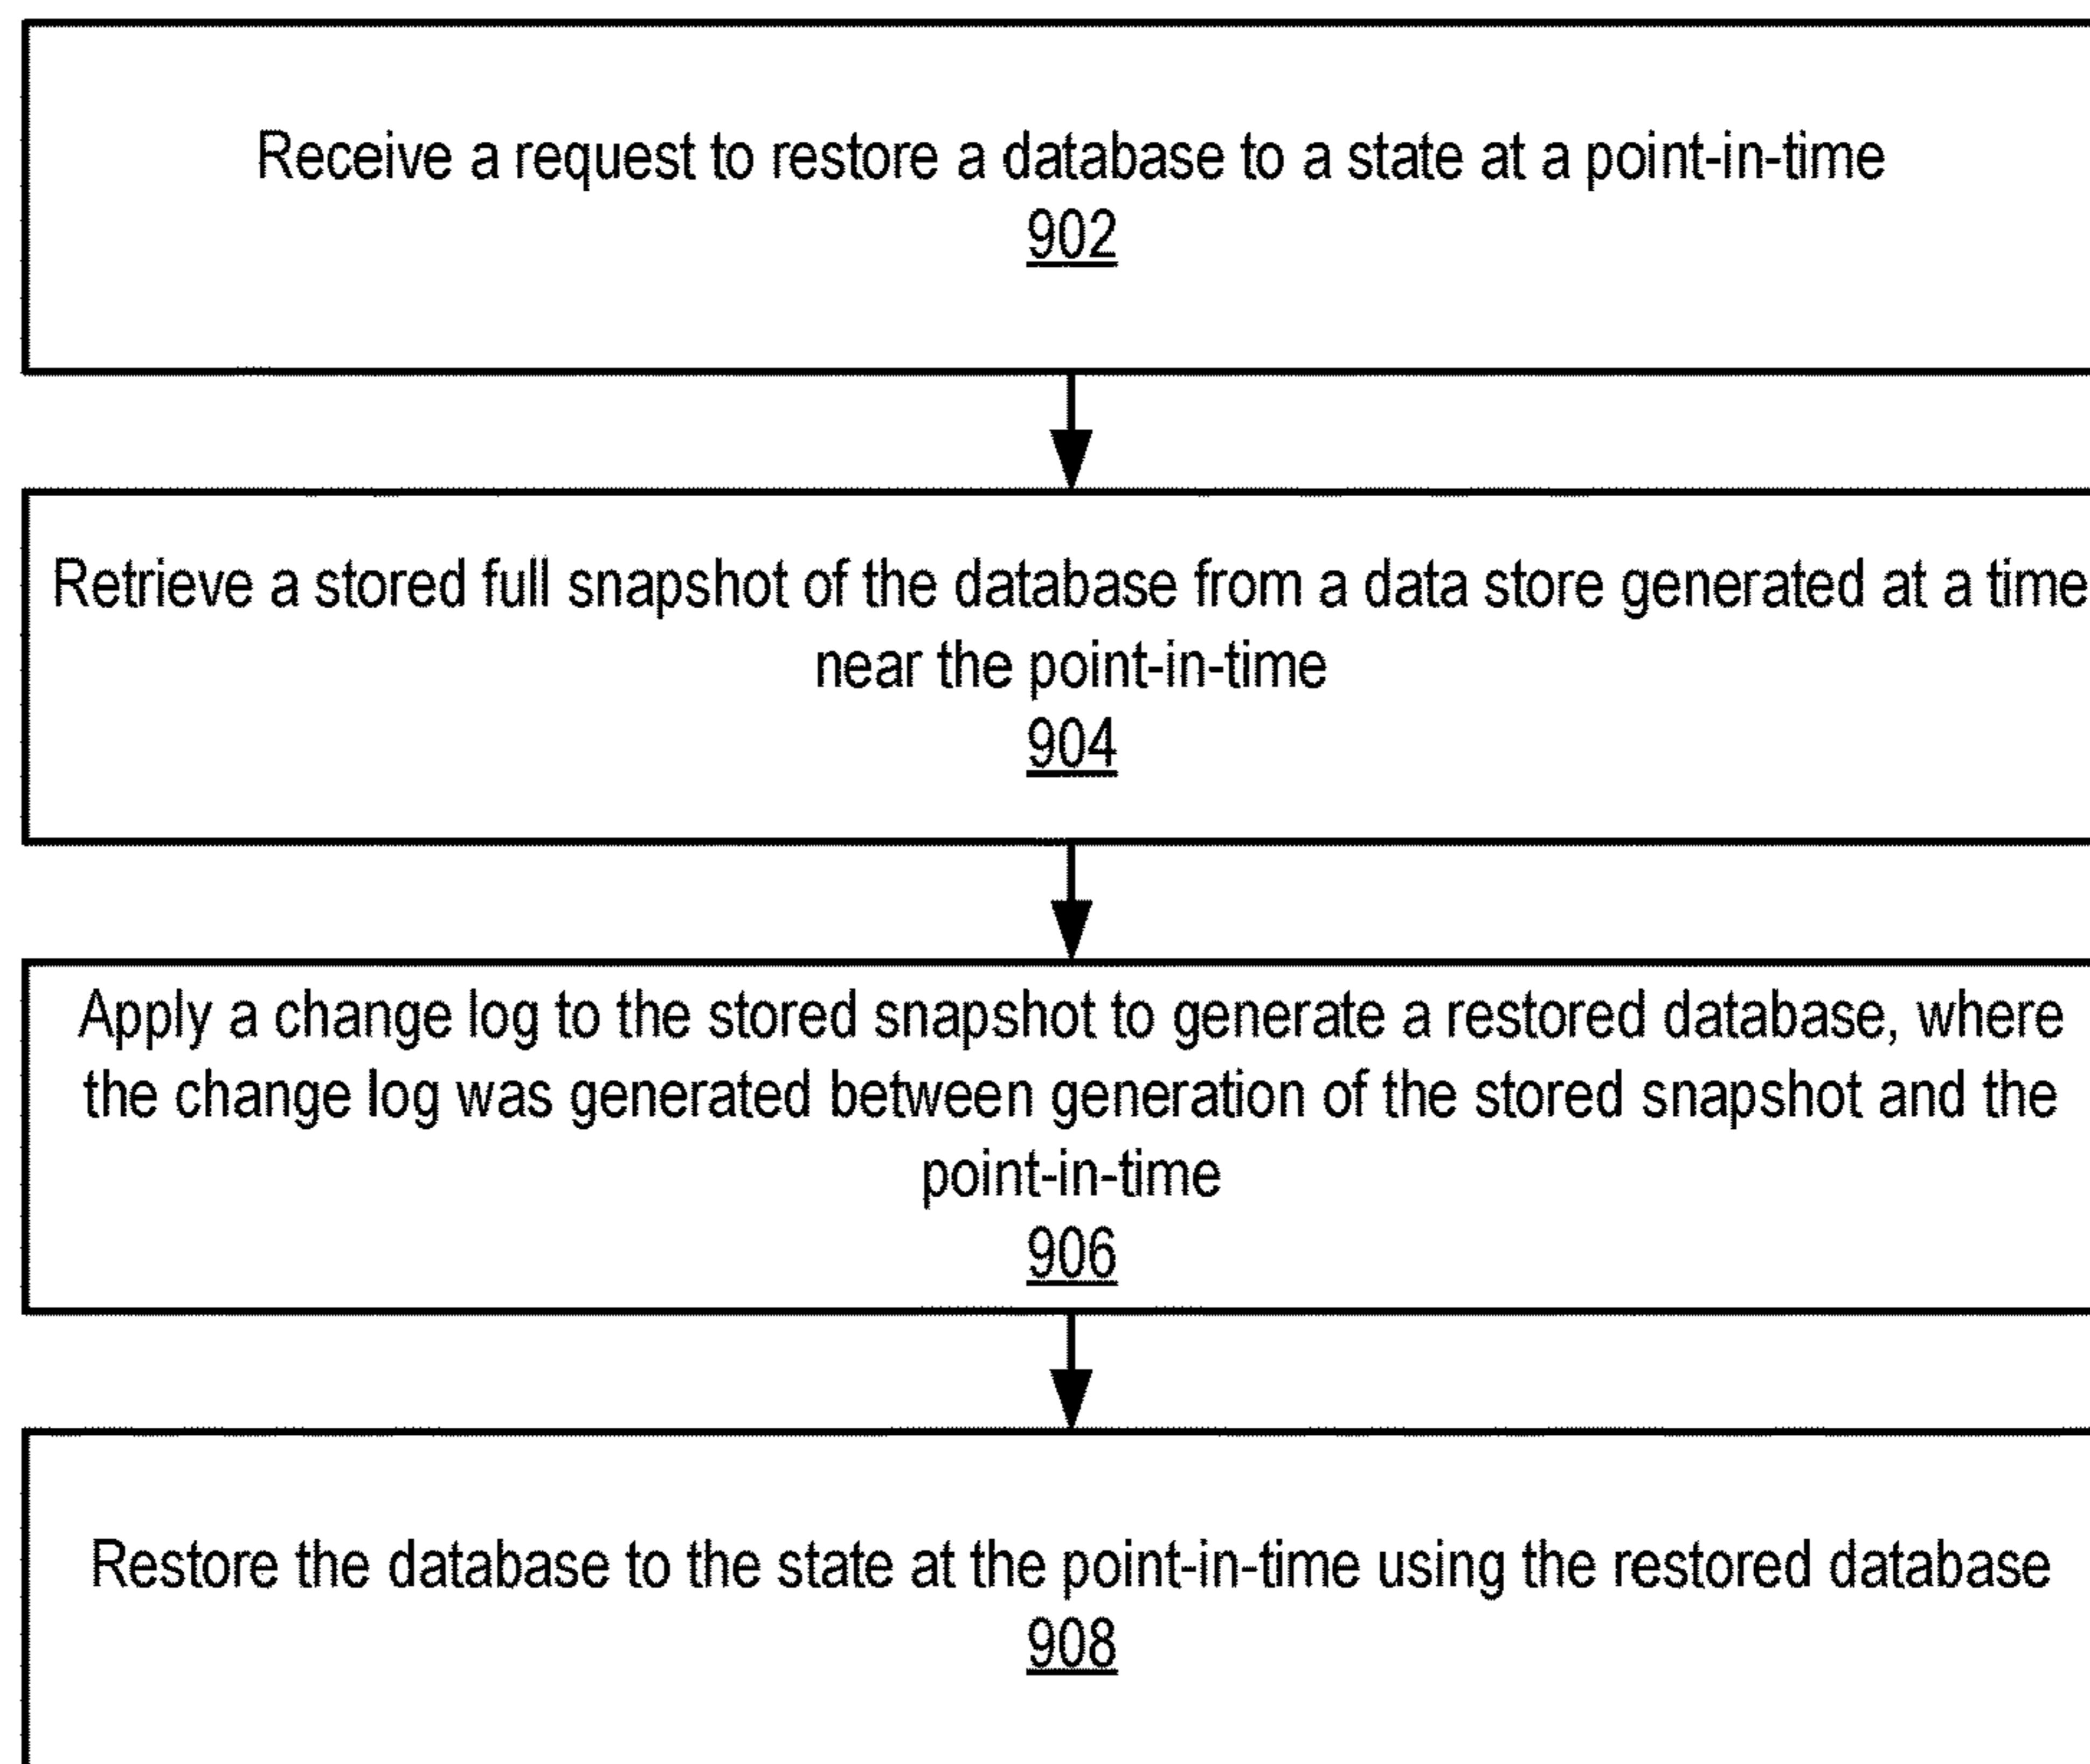 Receive a request to restore a database to a state at a point-in-time
902
Retrieve a stored full snapshot of the database from a data store generated at a time
near the point-in-time
904
Apply a change log to the stored snapshot to generate a restored database, where
the change log was generated between generation of the stored snapshot and the
point-in-time
906
Restore the database to the state at the point-in-time using the restored database
908